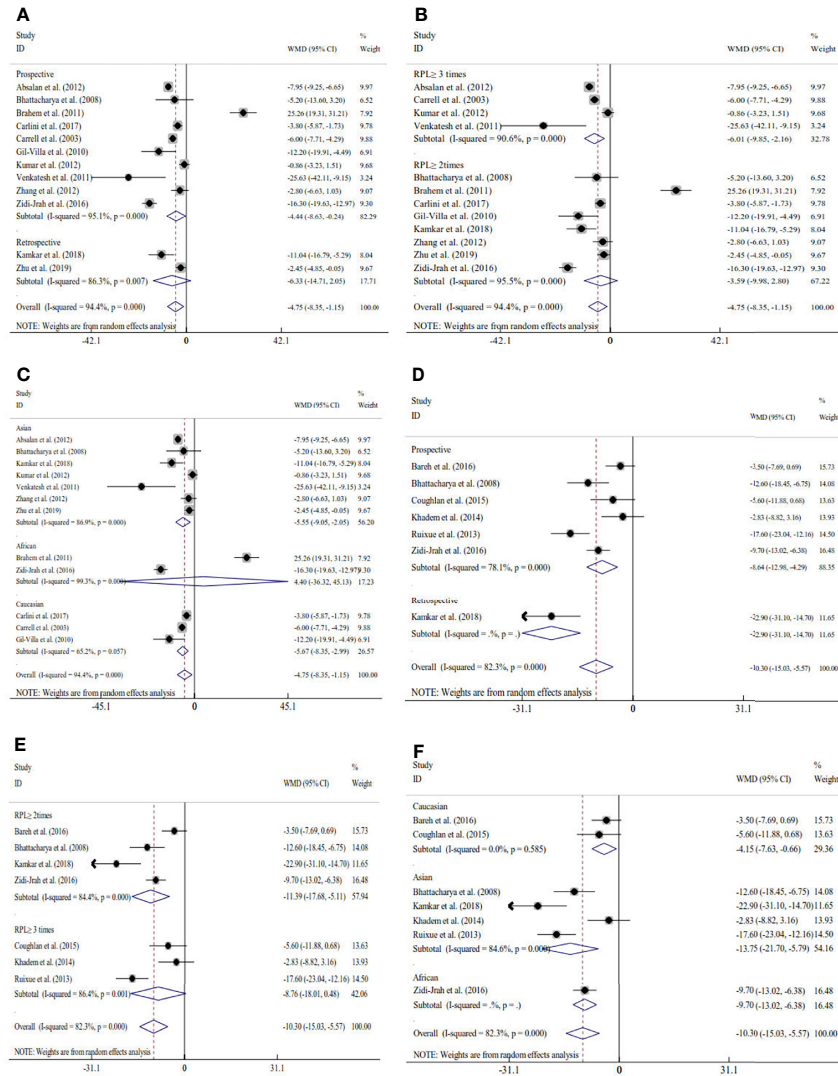 A
Study %
ID WMD (95% CI) Weight
Prospective
Absalan et al. (2012) -7.95 (-9.25, -6.65) 9.97
Bhattacharya et al. (2008) -5.20 (-13.60, 3.20) 6.52
Brahem et al. (2011) 25.26 (19.31, 31.21) 7.92
Carlini et al. (2017) -3.80 (-5.87, -1.73) 9.78
Carrell et al. (2003) -6.00 (-7.71, -4.29) 9.88
Gil-Villa et al. (2010) -12.20 (-19.91, -4.49) 6.91
Kumar et al. (2012) -0.86 (-3.23, 1.51) 9.68
Venkatesh et al. (2011) -25.63 (-42.11, -9.15) 3.24
Zhang et al. (2012) -2.80 (-6.63, 1.03) 9.07
Zidi-Jrah et al. (2016) -16.30 (-19.63, -12.97) 9.30
Subtotal (I-squared = 95.1%, p = 0.000) -4.44 (-8.63, -0.24) 82.29
Retrospective
Kamkar et al. (2018) -11.04 (-16.79, -5.29) 8.04
Zhu et al. (2019) -2.45 (-4.85, -0.05) 9.67
Subtotal (I-squared = 86.3%, p = 0.007) -6.33 (-14.71, 2.05) 17.71
Overall (I-squared = 94.4%, p = 0.000) -4.75 (-8.35, -1.15) 100.00
NOTE: Weights are from random effects analysis
-42.1 0 42.1
B
Study %
ID WMD (95% CI) Weight
RPL≥ 3 times
Absalan et al. (2012) -7.95 (-9.25, -6.65) 9.97
Carrell et al. (2003) -6.00 (-7.71, -4.29) 9.88
Kumar et al. (2012) -0.86 (-3.23, 1.51) 9.68
Venkatesh et al. (2011) -25.63 (-42.11, -9.15) 3.24
Subtotal (I-squared = 90.6%, p = 0.000) -6.01 (-9.85, -2.16) 32.78
RPL≥ 2times
Bhattacharya et al. (2008) -5.20 (-13.60, 3.20) 6.52
Brahem et al. (2011) 25.26 (19.31, 31.21) 7.92
Carlini et al. (2017) -3.80 (-5.87, -1.73) 9.78
Gil-Villa et al. (2010) -12.20 (-19.91, -4.49) 6.91
Kamkar et al. (2018) -11.04 (-16.79, -5.29) 8.04
Zhang et al. (2012) -2.80 (-6.63, 1.03) 9.07
Zhu et al. (2019) -2.45 (-4.85, -0.05) 9.67
Zidi-Jrah et al. (2016) -16.30 (-19.63, -12.97) 9.30
Subtotal (I-squared = 95.5%, p = 0.000) -3.59 (-9.98, 2.80) 67.22
Overall (I-squared = 94.4%, p = 0.000) -4.75 (-8.35, -1.15) 100.00
NOTE: Weights are from random effects analysis
-42.1 0 42.1
C
Study %
ID WMD (95% CI) Weight
Asian
Absalan et al. (2012) -7.95 (-9.25, -6.65) 9.97
Bhattacharya et al. (2008) -5.20 (-13.60, 3.20) 6.52
Kamkar et al. (2018) -11.04 (-16.79, -5.29) 8.04
Kumar et al. (2012) -0.86 (-3.23, 1.51) 9.68
Venkatesh et al. (2011) -25.63 (-42.11, -9.15) 3.24
Zhang et al. (2012) -2.80 (-6.63, 1.03) 9.07
Zhu et al. (2019) -2.45 (-4.85, -0.05) 9.67
Subtotal (I-squared = 86.9%, p = 0.000) -5.55 (-9.05, -2.05) 56.20
African
Brahem et al. (2011) 25.26 (19.31, 31.21) 7.92
Zidi-Jrah et al. (2016) -16.30 (-19.63, -12.97) 9.30
Subtotal (I-squared = 99.3%, p = 0.000) 4.40 (-36.32, 45.13) 17.23
Caucasian
Carlini et al. (2017) -3.80 (-5.87, -1.73) 9.78
Carrell et al. (2003) -6.00 (-7.71, -4.29) 9.88
Gil-Villa et al. (2010) -12.20 (-19.91, -4.49) 6.91
Subtotal (I-squared = 65.2%, p = 0.057) -5.67 (-8.35, -2.99) 26.57
Overall (I-squared = 94.4%, p = 0.000) -4.75 (-8.35, -1.15) 100.00
NOTE: Weights are from random effects analysis
-45.1 0 45.1
D
Study %
ID WMD (95% CI) Weight
Prospective
Bareh et al. (2016) -3.50 (-7.69, 0.69) 15.73
Bhattacharya et al. (2008) -12.60 (-18.45, -6.75) 14.08
Coughlan et al. (2015) -5.60 (-11.88, 0.68) 13.63
Khadem et al. (2014) -2.83 (-8.82, 3.16) 13.93
Ruixue et al. (2013) -17.60 (-23.04, -12.16) 14.50
Zidi-Jrah et al. (2016) -9.70 (-13.02, -6.38) 16.48
Subtotal (I-squared = 78.1%, p = 0.000) -8.64 (-12.98, -4.29) 88.35
Retrospective
Kamkar et al. (2018) -22.90 (-31.10, -14.70) 11.65
Subtotal (I-squared = .%, p = .) -22.90 (-31.10, -14.70) 11.65
Overall (I-squared = 82.3%, p = 0.000) -10.30 (-15.03, -5.57) 100.00
NOTE: Weights are from random effects analysis
-31.1 0 31.1
E
Study %
ID WMD (95% CI) Weight
RPL≥ 2times
Bareh et al. (2016) -3.50 (-7.69, 0.69) 15.73
Bhattacharya et al. (2008) -12.60 (-18.45, -6.75) 14.08
Kamkar et al. (2018) -22.90 (-31.10, -14.70) 11.65
Zidi-Jrah et al. (2016) -9.70 (-13.02, -6.38) 16.48
Subtotal (I-squared = 84.4%, p = 0.000) -11.39 (-17.68, -5.11) 57.94
RPL≥ 3 times
Coughlan et al. (2015) -5.60 (-11.88, 0.68) 13.63
Khadem et al. (2014) -2.83 (-8.82, 3.16) 13.93
Ruixue et al. (2013) -17.60 (-23.04, -12.16) 14.50
Subtotal (I-squared = 86.4%, p = 0.001) -8.76 (-18.01, 0.48) 42.06
Overall (I-squared = 82.3%, p = 0.000) -10.30 (-15.03, -5.57) 100.00
NOTE: Weights are from random effects analysis
-31.1 0 31.1
F
Study %
ID WMD (95% CI) Weight
Caucasian
Bareh et al. (2016) -3.50 (-7.69, 0.69) 15.73
Coughlan et al. (2015) -5.60 (-11.88, 0.68) 13.63
Subtotal (I-squared = 0.0%, p = 0.585) -4.15 (-7.63, -0.66) 29.36
Asian
Bhattacharya et al. (2008) -12.60 (-18.45, -6.75) 14.08
Kamkar et al. (2018) -22.90 (-31.10, -14.70) 11.65
Khadem et al. (2014) -2.83 (-8.82, 3.16) 13.93
Ruixue et al. (2013) -17.60 (-23.04, -12.16) 14.50
Subtotal (I-squared = 84.6%, p = 0.000) -13.75 (-21.70, -5.79) 54.16
African
Zidi-Jrah et al. (2016) -9.70 (-13.02, -6.38) 16.48
Subtotal (I-squared = .%, p = .) -9.70 (-13.02, -6.38) 16.48
Overall (I-squared = 82.3%, p = 0.000) -10.30 (-15.03, -5.57) 100.00
NOTE: Weights are from random effects analysis
-31.1 0 31.1